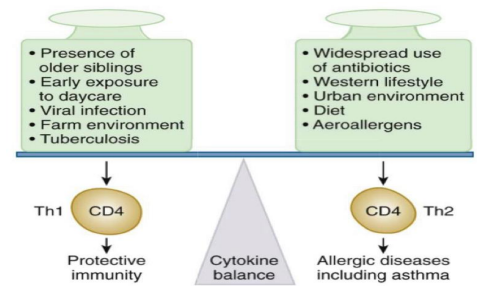 • Presence of
older siblings
• Early exposure
to daycare
• Viral infection
• Farm environment
• Tuberculosis
• Widespread use
of antibiotics
• Western lifestyle
• Urban environment
• Diet
• Aeroallergens
Th1 CD4
CD4 Th2
Protective
immunity
Cytokine
balance
Allergic diseases
including asthma